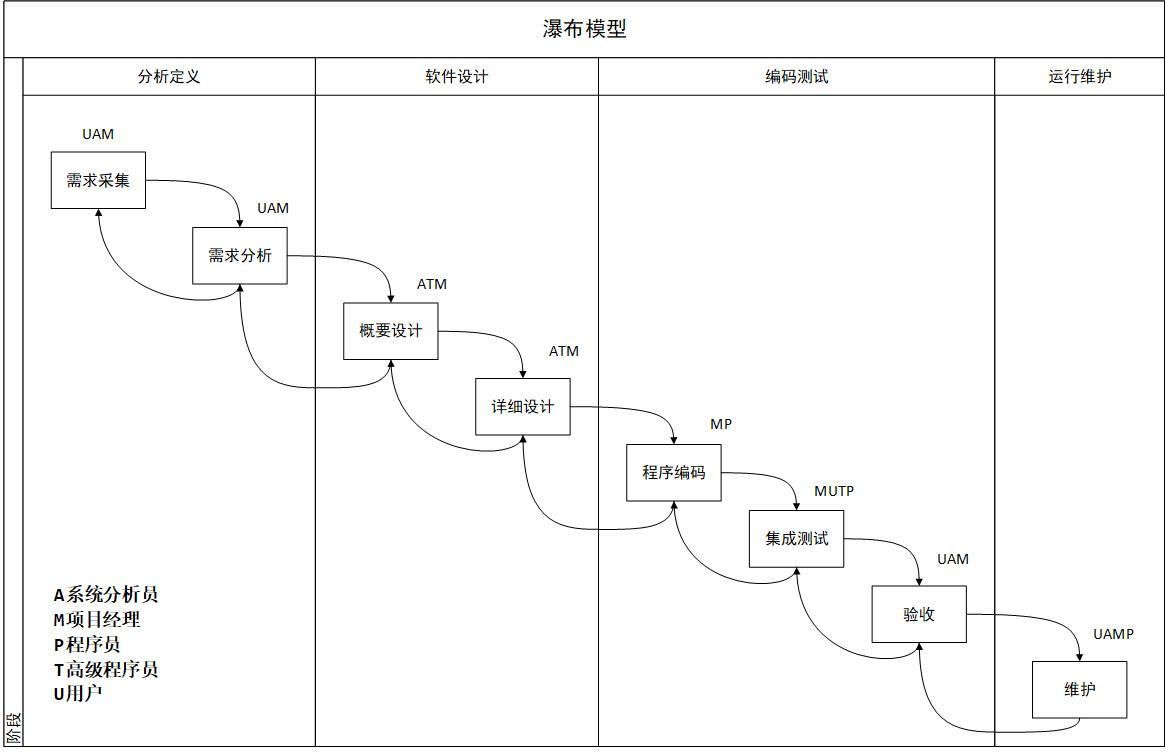 瀑布模型
分析定义
软件设计
编码测试
运行维护
UAM
需求采集
UAM
需求分析
ATM
概要设计
ATM
详细设计
MP
程序编码
MUTP
集成测试
UAM
验收
UAMP
维护
A系统分析员
M项目经理
P程序员
T高级程序员
U用户
阶段